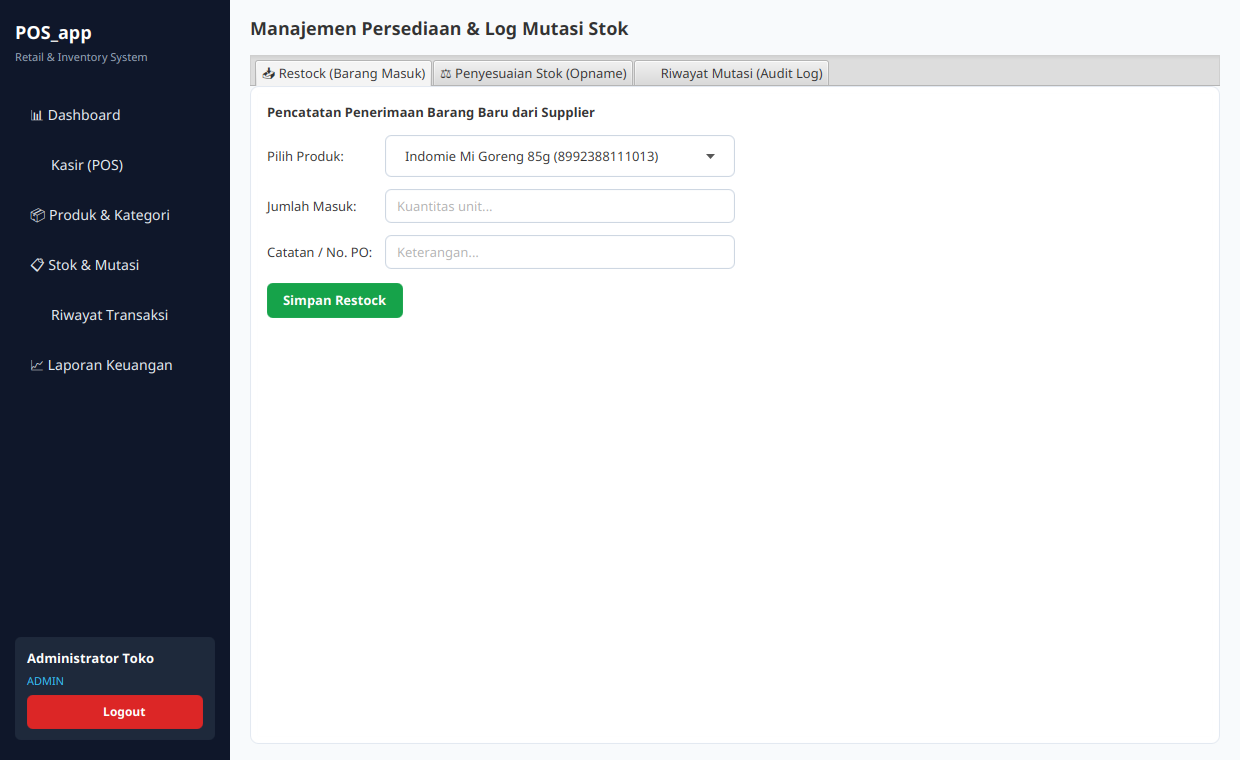 POS_app
Retail & Inventory System
Dashboard
Kasir (POS)
Produk & Kategori
Stok & Mutasi
Riwayat Transaksi
Laporan Keuangan
Administrator Toko
ADMIN
Logout
Manajemen Persediaan & Log Mutasi Stok
Restock (Barang Masuk) Penyesuaian Stok (Opname) Riwayat Mutasi (Audit Log)
Pencatatan Penerimaan Barang Baru dari Supplier
Pilih Produk: Indomie Mi Goreng 85g (8992388111013)
Jumlah Masuk: Kuantitas unit...
Catatan / No. PO: Keterangan...
Simpan Restock